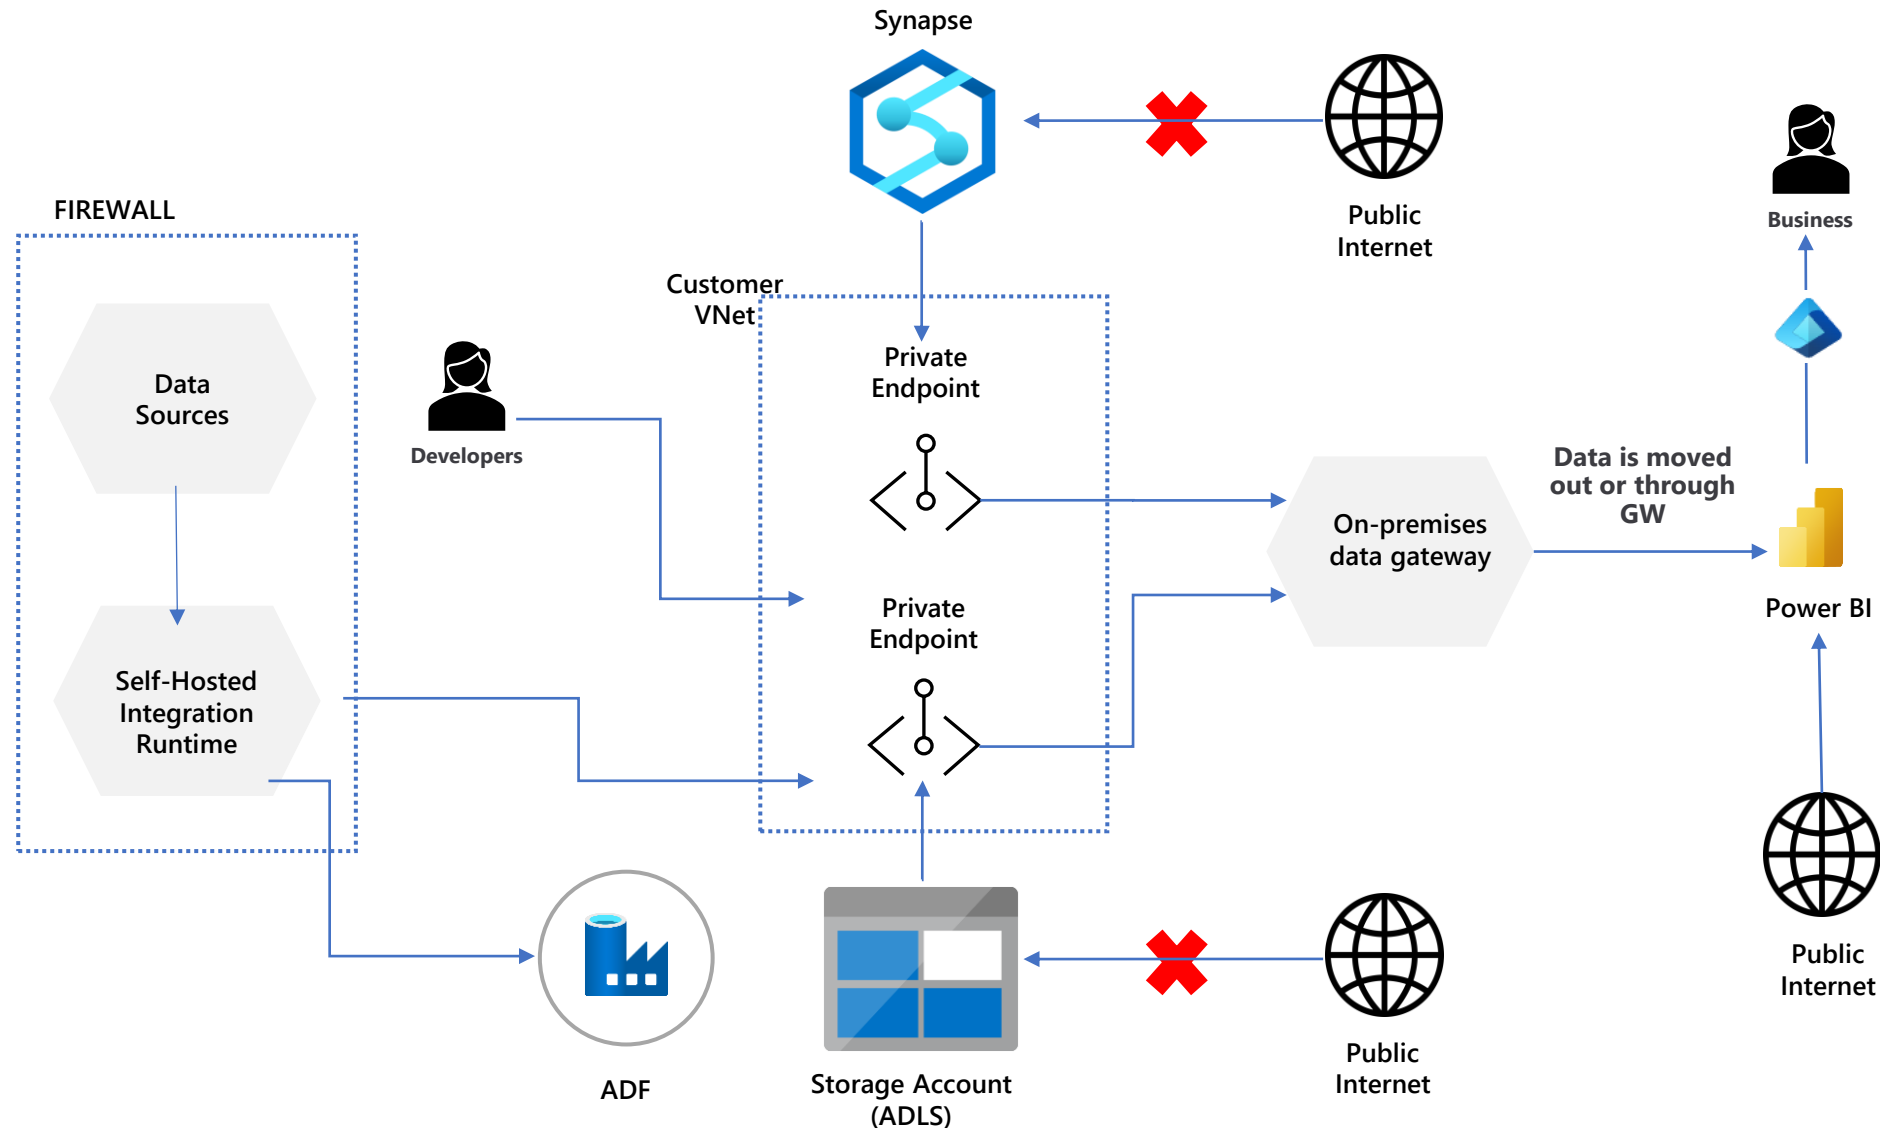 Synapse
Public
Internet
Business
FIREWALL
Customer
VNet
Private
Endpoint
Data
Sources
Developers
Data is moved
out or through
GW
On-premises
data gateway
Private
Endpoint
Power BI
Self-Hosted
Integration
Runtime
Public
Internet
Public
Internet
ADF
Storage Account
(ADLS)